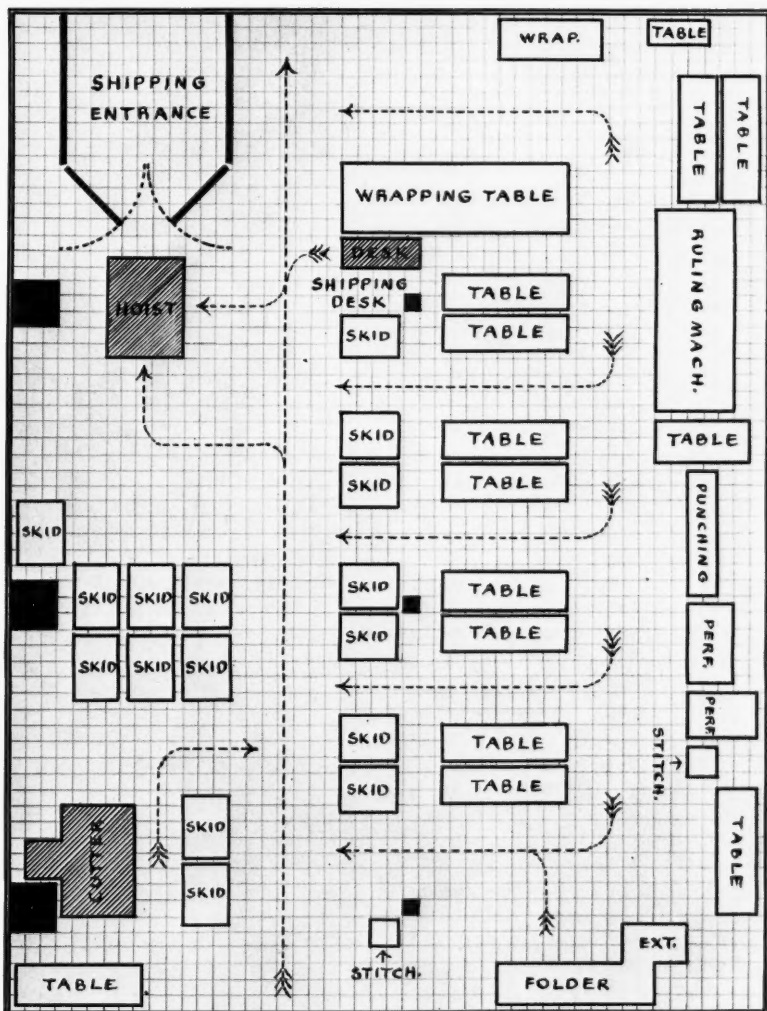 WRAP.
TABLE
SHIPPING
ENTRANCE
TABLE
TABLE
WRAPPING TABLE
DESK
SHIPPING
DESK
HOIST
TABLE
SKID
TABLE
RULING MACH.
SKID
TABLE
TABLE
SKID
TABLE
PUNCHING
SKID
SKID
SKID
SKID
SKID
TABLE
SKID
TABLE
PERF.
SKID
SKID
SKID
PERF.
SKID
TABLE
STITCH.
SKID
TABLE
SKID
SKID
CUTTER
TABLE
EXT.
STITCH.
TABLE
FOLDER